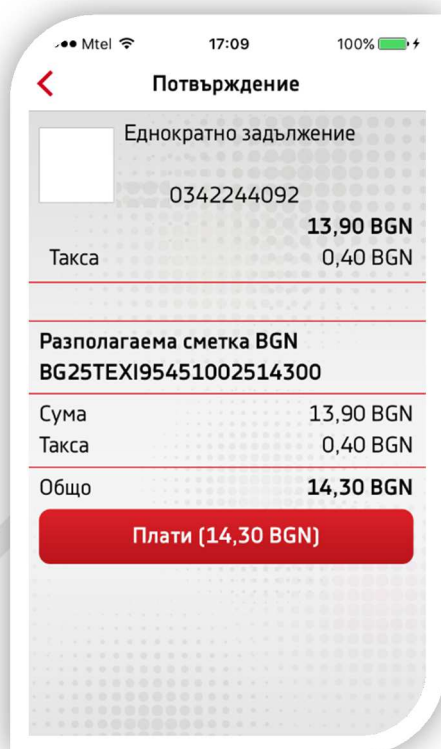 Mtel 17:09 100%
Потвърждение
Еднократно задължение
0342244092
13,90 BGN
Такса 0,40 BGN
Разполагаема сметка BGN
BG25TEXI95451002514300
Сума 13,90 BGN
Такса 0,40 BGN
Общо 14,30 BGN
Плати (14,30 BGN)